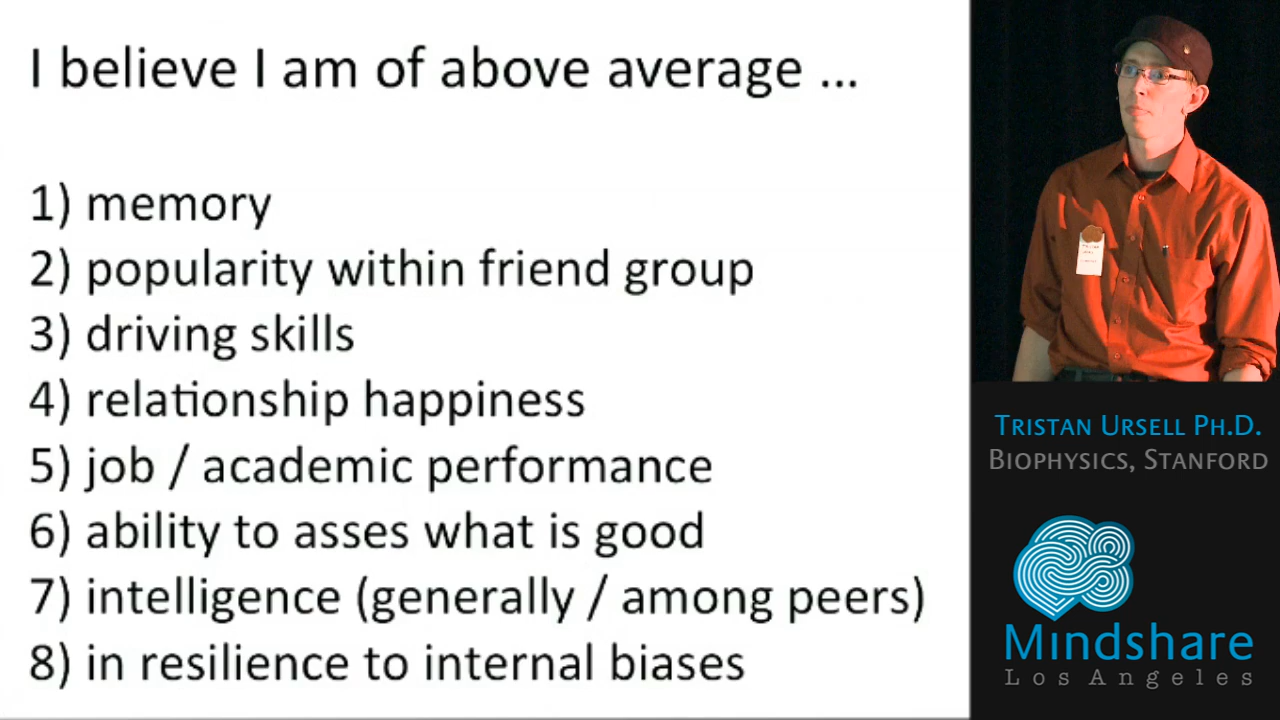 I believe I am of above average ...
1) memory
2) popularity within friend group
3) driving skills
4) relationship happiness
5) job / academic performance
6) ability to asses what is good
7) intelligence (generally / among peers)
8) in resilience to internal biases
Tristan Ursell Ph.D.
Biophysics, Stanford
Mindshare
Los Angeles